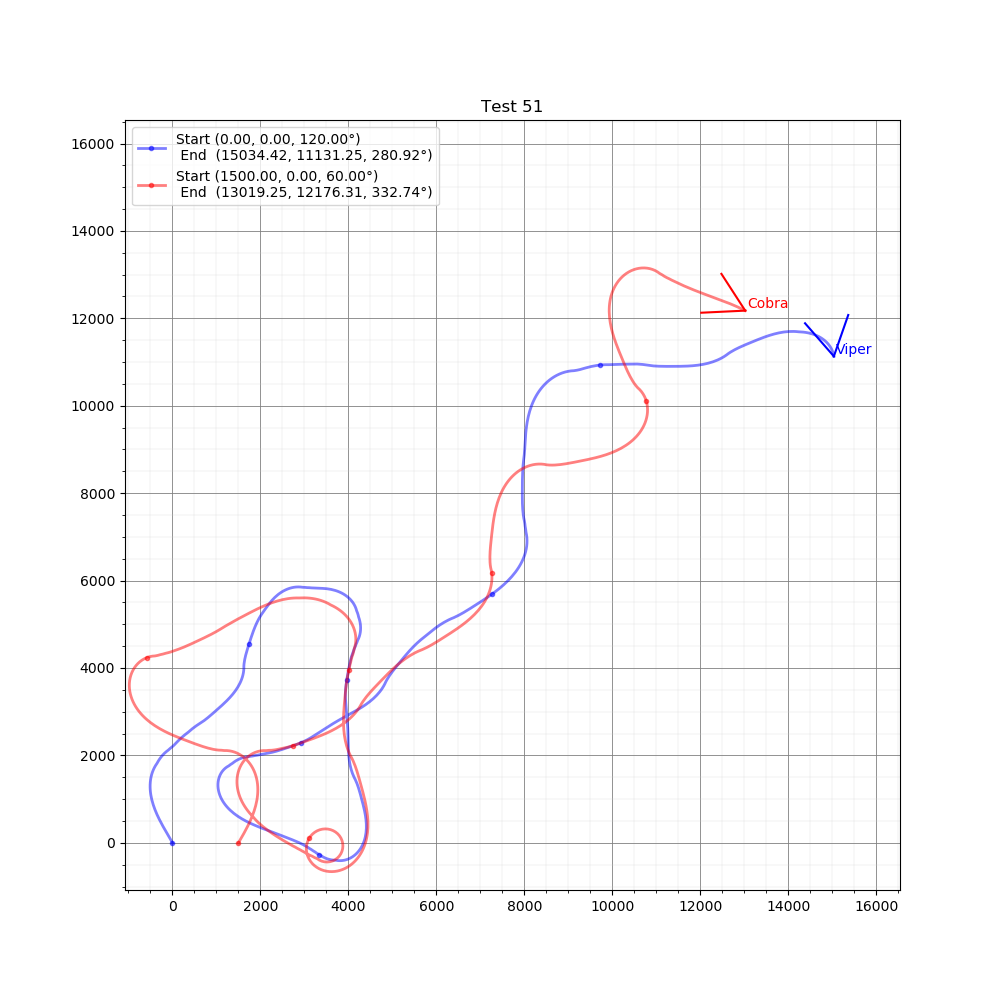 Test 51
Start (0.00, 0.00, 120.00°)
End  (15034.42, 11131.25, 280.92°)
Start (1500.00, 0.00, 60.00°)
End  (13019.25, 12176.31, 332.74°)
16000
14000
12000
10000
8000
6000
4000
2000
0
Cobra
Viper
0 2000 4000 6000 8000 10000 12000 14000 16000